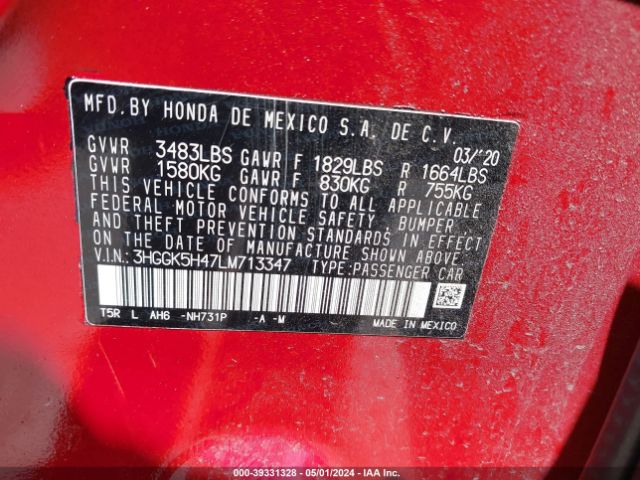 MFD.BY HONDA DE MEXICO S.A. DE C.V.
03/'20
GVWR 3483LBS GAWR F 1829LBS R 1664LBS
GVWR 1580KG GAWR F 830KG R 755KG
THIS VEHICLE CONFORMS TO ALL APPLICABLE
FEDERAL MOTOR VEHICLE SAFETY, BUMPER
AND THEFT PREVENTION STANDARDS IN EFFECT
ON THE DATE OF MANUFACTURE SHOWN ABOVE.
V.I.N.: 3HGGK5H47LM713347 TYPE:PASSENGER CAR
T5R L AH6 -NH731P -A -M MADE IN MEXICO
000-39331328 - 05/01/2024 - IAA Inc.